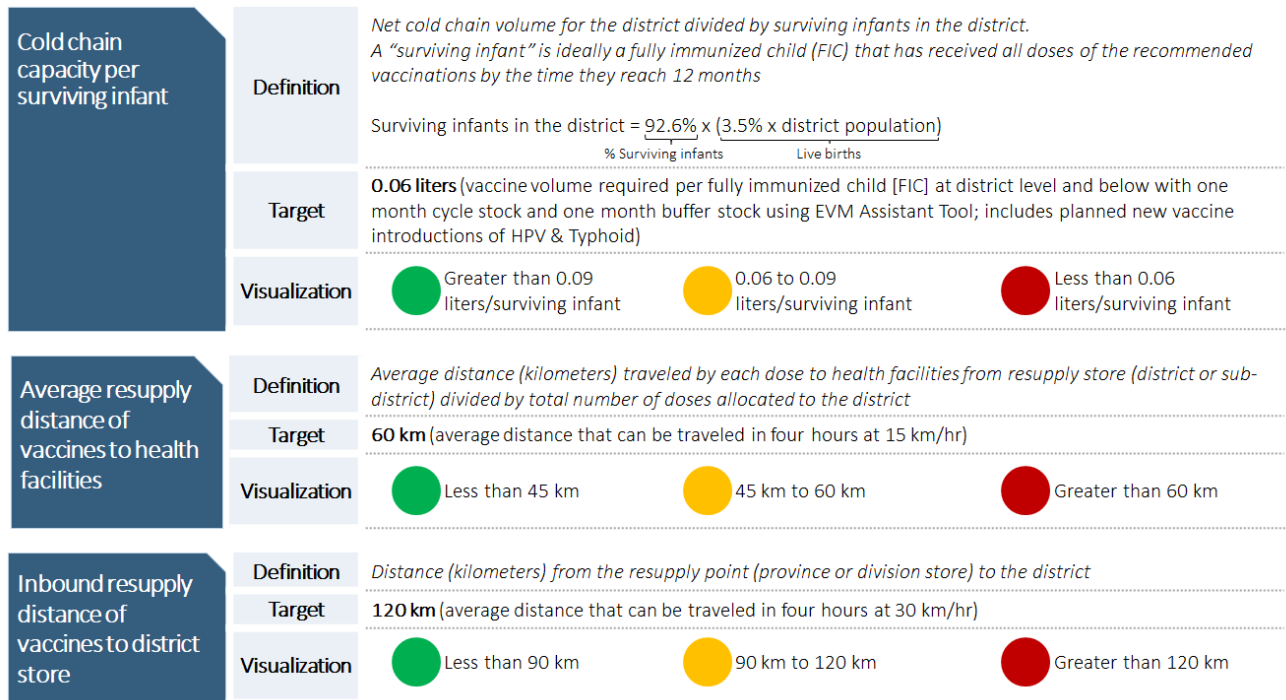 Cold chain
capacity per
surviving infant
Definition
Net cold chain volume for the district divided by surviving infants in the district.
A “surviving infant” is ideally a fully immunized child (FIC) that has received all doses of the recommended
vaccinations by the time they reach 12 months
Surviving infants in the district = 92.6% x (3.5% x district population)
% Surviving infants Live births
Target
0.06 liters (vaccine volume required per fully immunized child [FIC] at district level and below with one
month cycle stock and one month buffer stock using EVM Assistant Tool; includes planned new vaccine
introductions of HPV & Typhoid)
Visualization
Greater than 0.09
liters/surviving infant
0.06 to 0.09
liters/surviving infant
Less than 0.06
liters/surviving infant
Average resupply
distance of
vaccines to health
facilities
Definition
Average distance (kilometers) traveled by each dose to health facilities from resupply store (district or sub-
district) divided by total number of doses allocated to the district
Target
60 km (average distance that can be traveled in four hours at 15 km/hr)
Visualization
Less than 45 km
45 km to 60 km
Greater than 60 km
Inbound resupply
distance of
vaccines to district
store
Definition
Distance (kilometers) from the resupply point (province or division store) to the district
Target
120 km (average distance that can be traveled in four hours at 30 km/hr)
Visualization
Less than 90 km
90 km to 120 km
Greater than 120 km